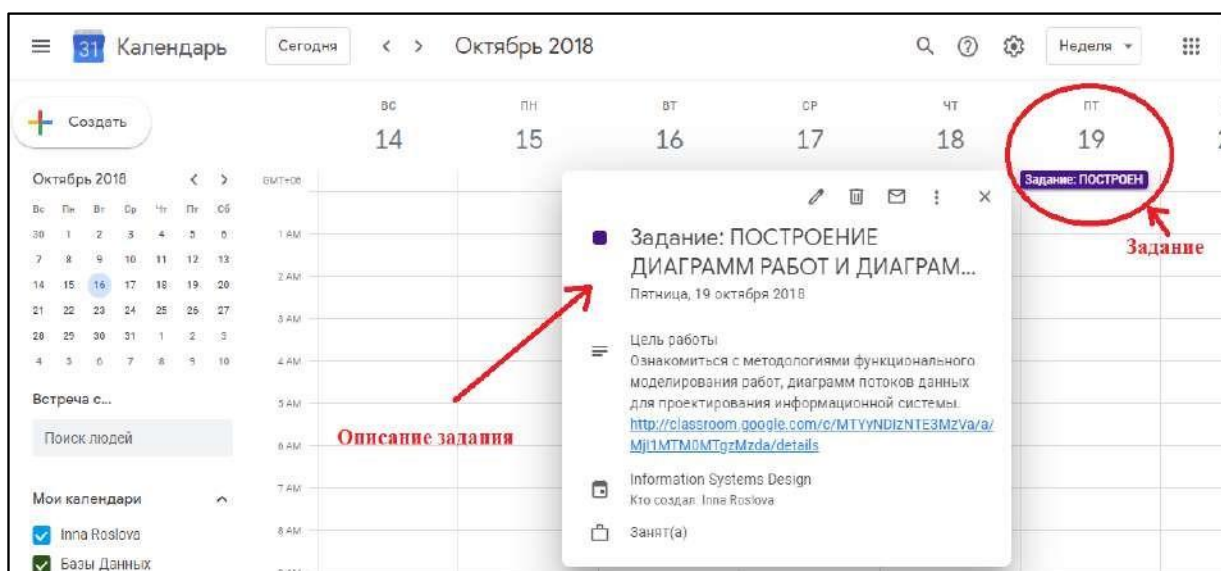 31 Календарь Сегодня < > Октябрь 2018 Неделя
Создать
ВС ПН ВТ СР ЧТ ПТ
14 15 16 17 18 19
Октябрь 2018 < >
GMT+06
Задание: ПОСТРОЕН
Вс Пн Вт Ср Чт Пт Сб
30 1 2 3 4 5 6
7 8 9 10 11 12 13
14 15 16 17 18 19 20
21 22 23 24 25 26 27
28 29 30 31 1 2 3
4 5 6 7 8 9 10
1 AM
2 AM
3 AM
4 AM
5 AM
6 AM
7 AM
8 AM
Задание
Задание: ПОСТРОЕНИЕ
ДИАГРАММ РАБОТ И ДИАГРАМ...
Пятница, 19 октября 2018
Цель работы
Ознакомиться с методологиями функционального
моделирования работ, диаграмм потоков данных
для проектирования информационной системы.
http://classroom.google.com/c/MTYyNDIzNTE3MzVa/a/
MjI1MTM0MTgzMzda/details
Information Systems Design
Кто создал: Inna Roslova
Занят(а)
Описание задания
Встреча с...
Поиск людей
Мои календари
Inna Roslova
Базы Данных